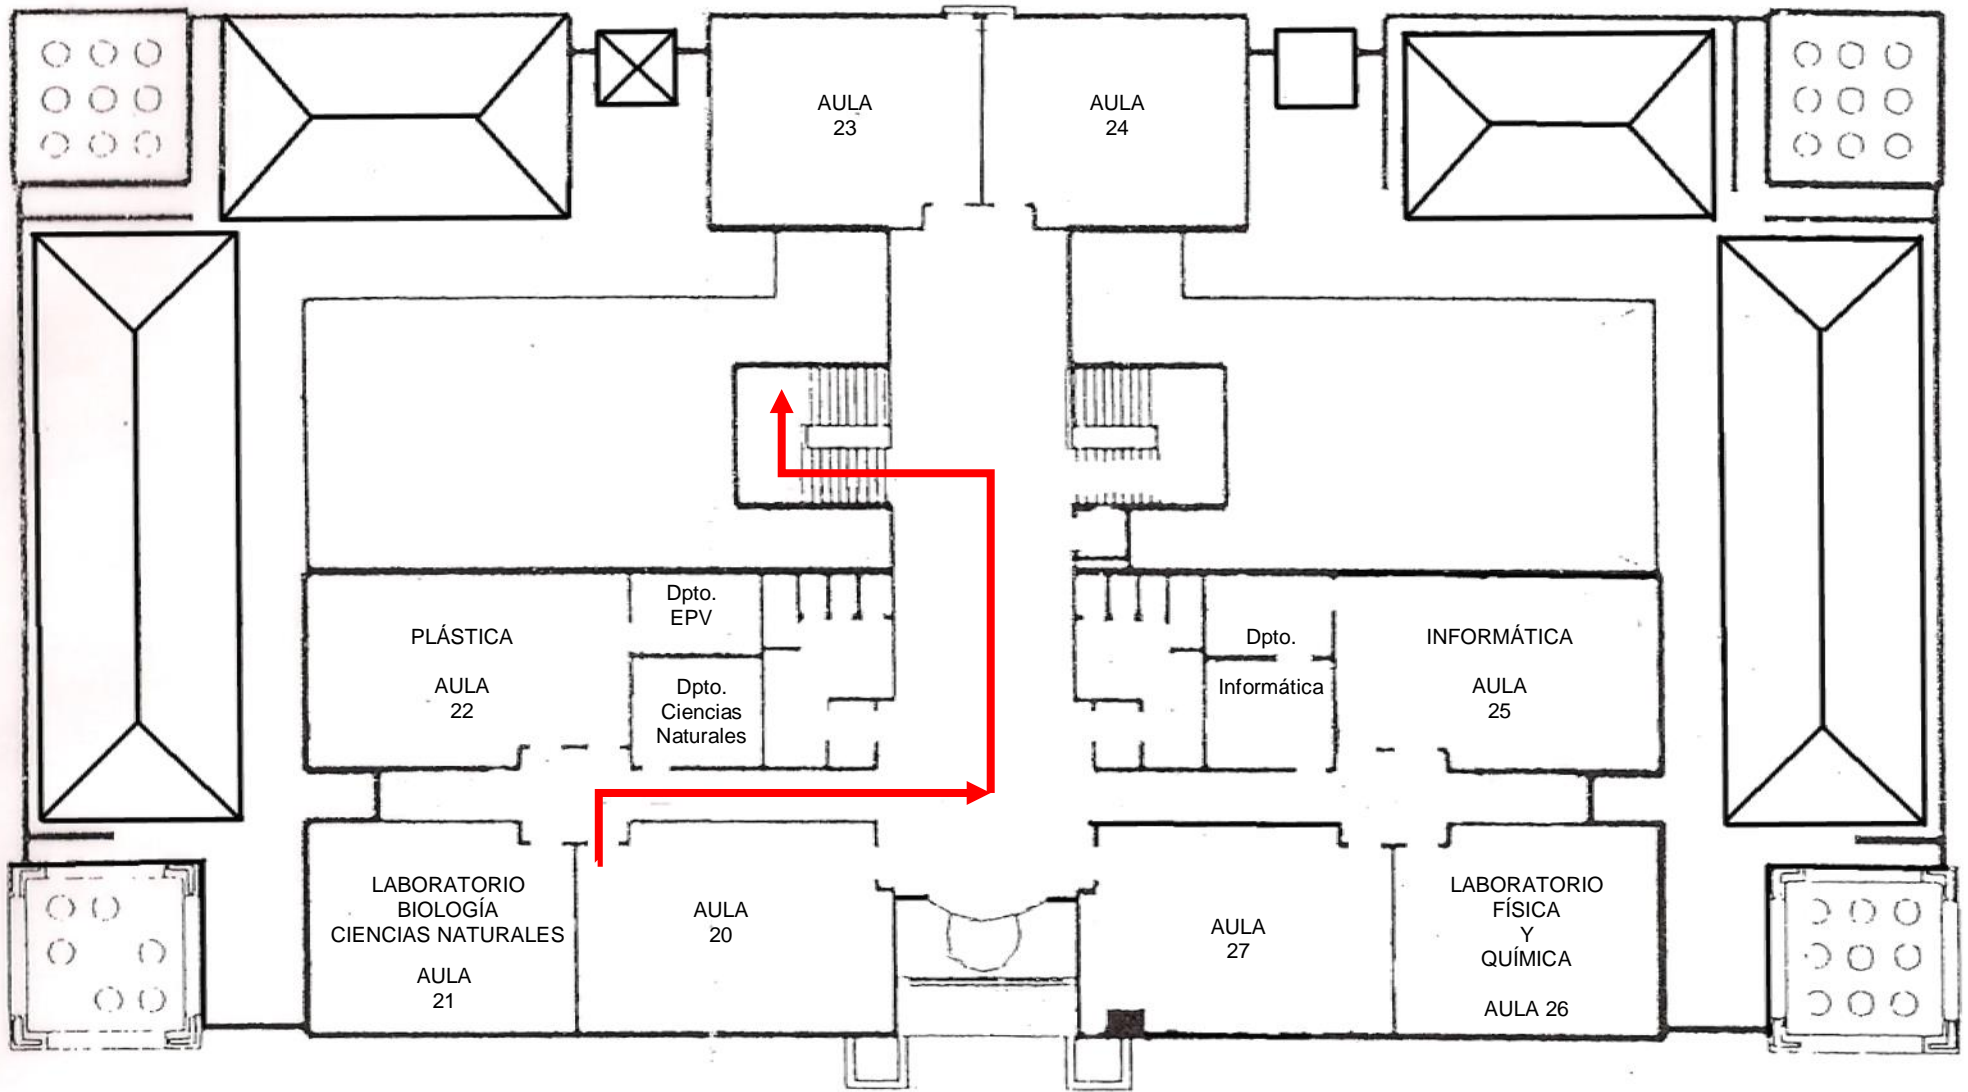 AULA
23
AULA
24
PLÁSTICA
AULA
22
Dpto.
EPV
Dpto.
Ciencias
Naturales
Dpto.
Informática
INFORMÁTICA
AULA
25
LABORATORIO
BIOLOGÍA
CIENCIAS NATURALES
AULA
21
AULA
20
AULA
27
LABORATORIO
FÍSICA
Y
QUÍMICA
AULA 26